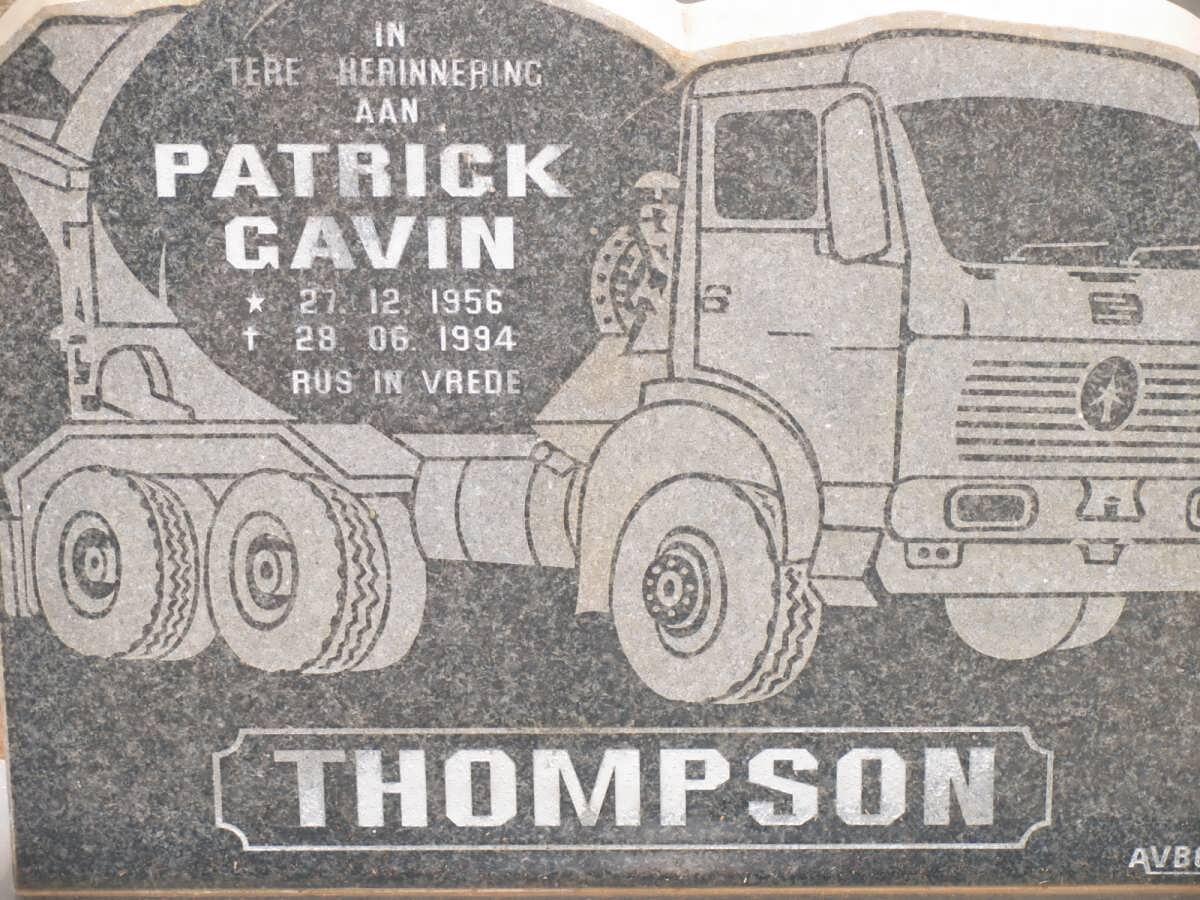 IN
TERE HERINNERING
AAN
PATRICK
GAVIN
★ 27. 12. 1956
† 28 06. 1994
RUS IN VREDE
THOMPSON